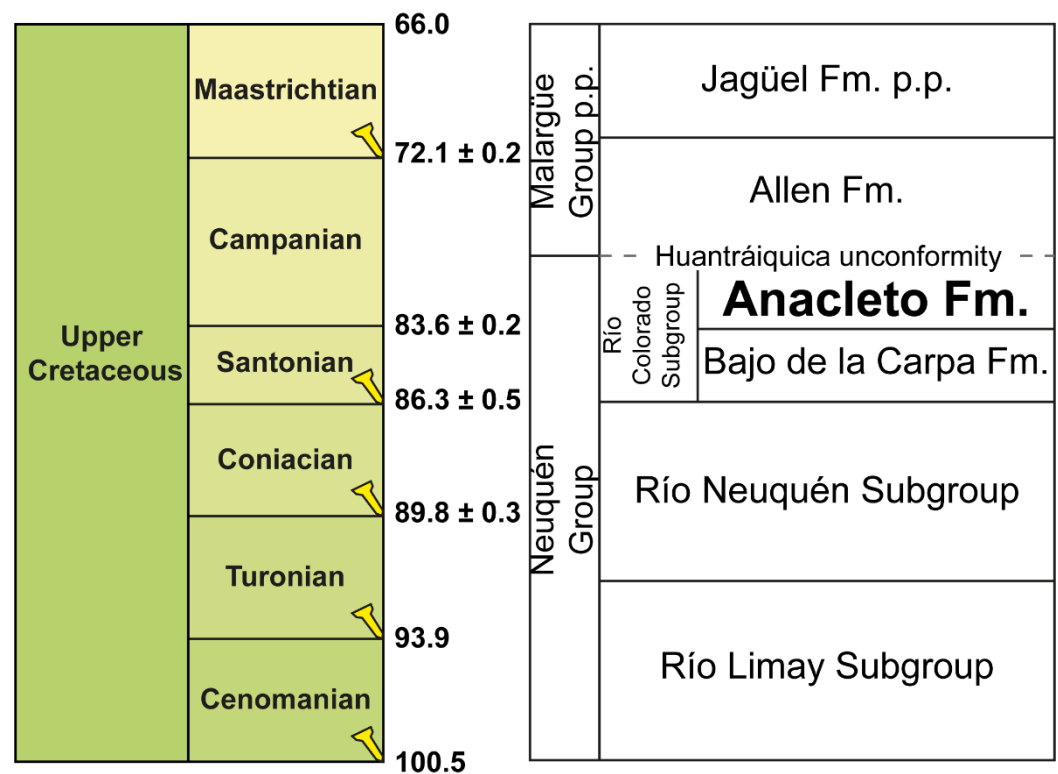 66.0
Maastrichtian
72.1 ± 0.2
Campanian
83.6 ± 0.2
Upper
Cretaceous
Santonian
86.3 ± 0.5
Coniacian
89.8 ± 0.3
Turonian
93.9
Cenomanian
100.5
Malargüe
Group p.p.
Jagüel Fm. p.p.
Allen Fm.
Huantráiquica unconformity
Neuquén
Group
Río
Colorado
Subgroup
Anacleto Fm.
Bajo de la Carpa Fm.
Río Neuquén Subgroup
Río Limay Subgroup